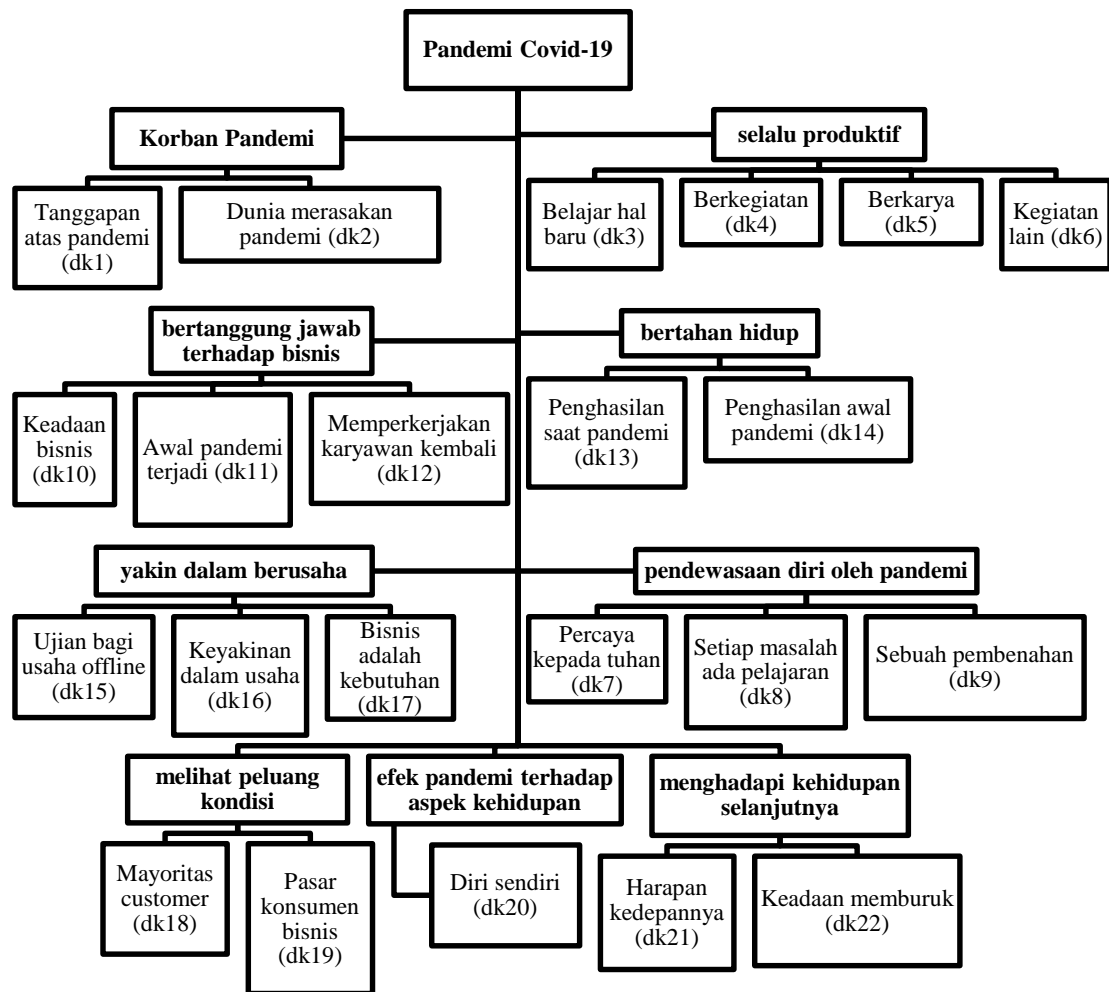 Pandemi Covid-19
Korban Pandemi
selalu produktif
Tanggapan
atas pandemi
(dk1)
Dunia merasakan
pandemi (dk2)
Belajar hal
baru (dk3)
Berkegiatan
(dk4)
Berkarya
(dk5)
Kegiatan
lain (dk6)
bertanggung jawab
terhadap bisnis
bertahan hidup
Keadaan
bisnis
(dk10)
Awal pandemi
terjadi (dk11)
Memperkerjakan
karyawan kembali
(dk12)
Penghasilan
saat pandemi
(dk13)
Penghasilan awal
pandemi (dk14)
yakin dalam berusaha
pendewasaan diri oleh pandemi
Ujian bagi
usaha offline
(dk15)
Keyakinan
dalam usaha
(dk16)
Bisnis
adalah
kebutuhan
(dk17)
Percaya
kepada tuhan
(dk7)
Setiap masalah
ada pelajaran
(dk8)
Sebuah pembenahan
(dk9)
melihat peluang
kondisi
efek pandemi terhadap
aspek kehidupan
menghadapi kehidupan
selanjutnya
Mayoritas
customer
(dk18)
Pasar
konsumen
bisnis
(dk19)
Diri sendiri
(dk20)
Harapan
kedepannya
(dk21)
Keadaan memburuk
(dk22)